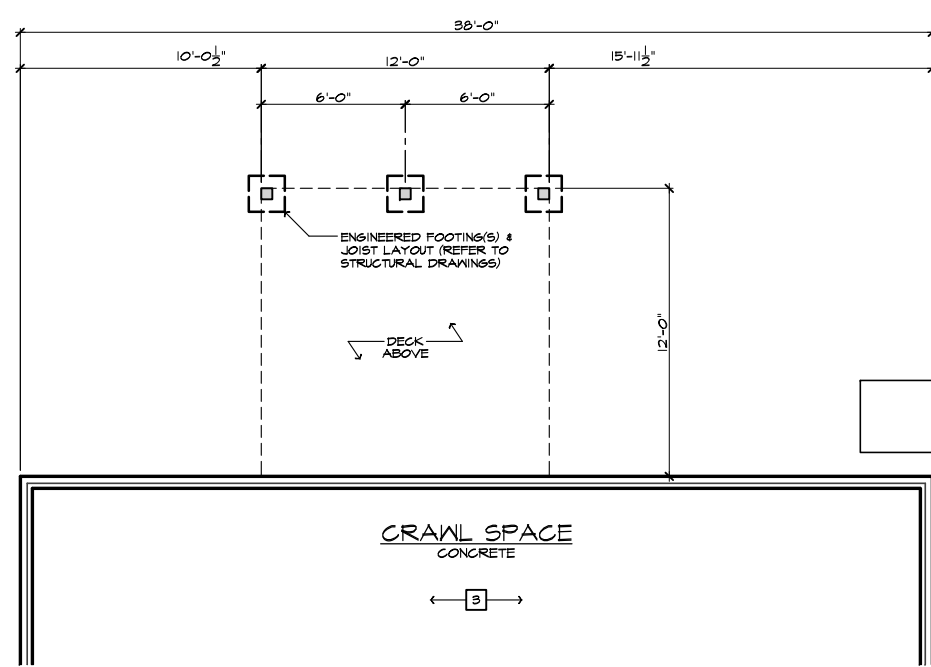 38'-0"
10'-0½"
12'-0"
15'-11½"
6'-0"
6'-0"
ENGINEERED FOOTING(S) &
JOIST LAYOUT (REFER TO
STRUCTURAL DRAWINGS)
12'-0"
DECK
ABOVE
CRAWL SPACE
CONCRETE
3